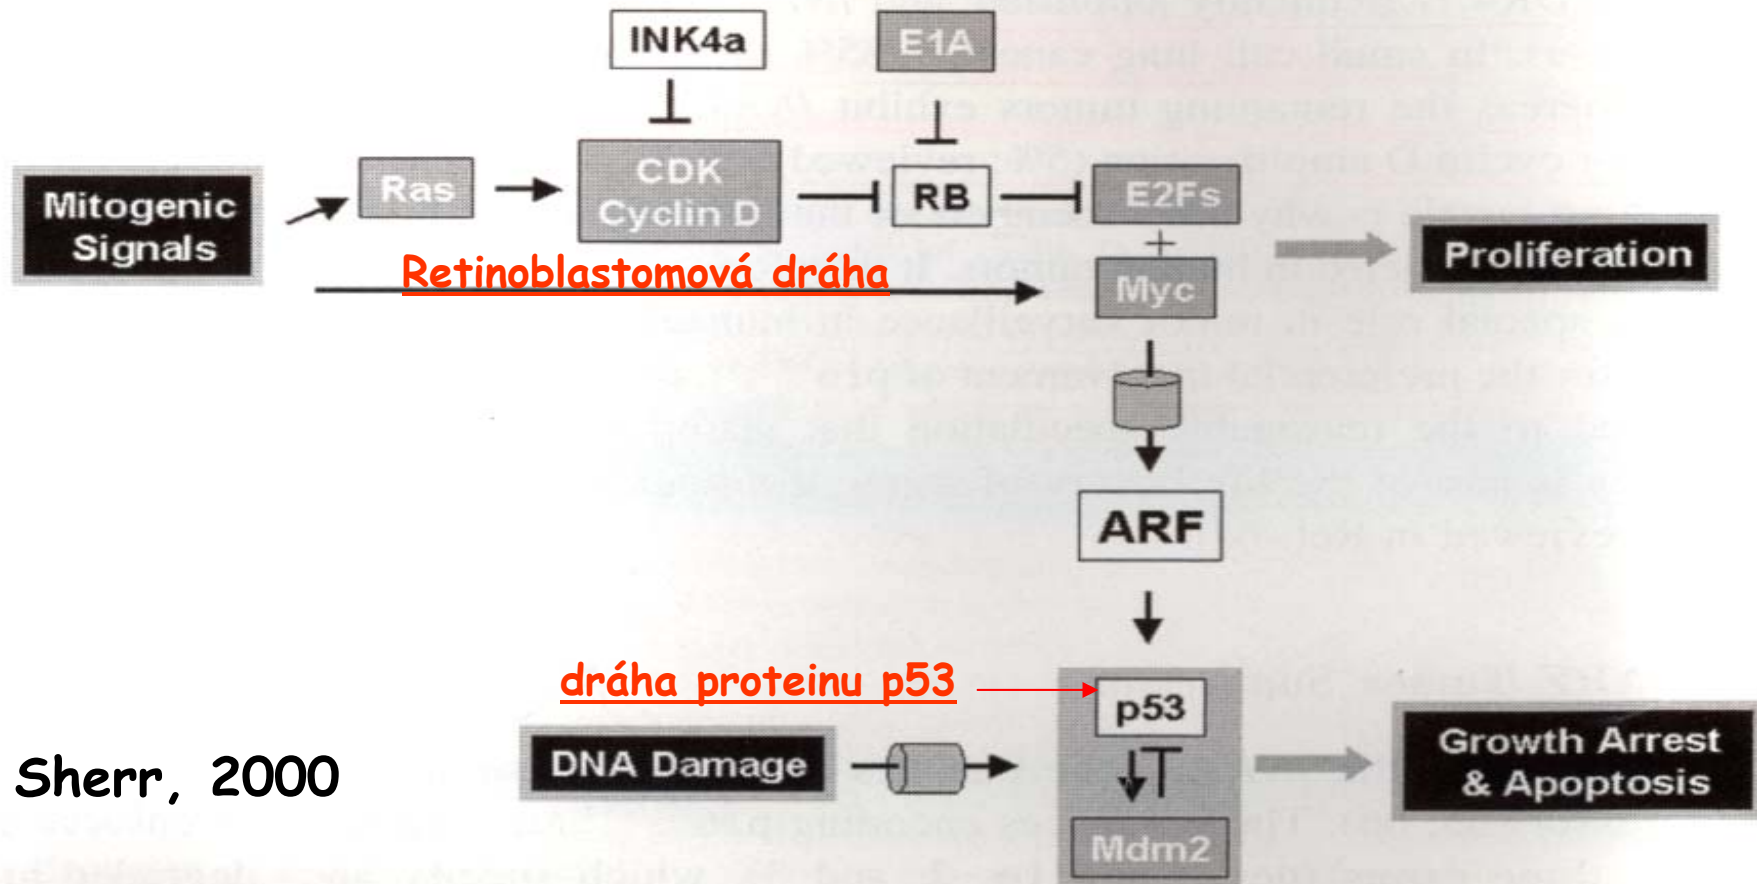 INK4a
E1A
Mitogenic
Signals
Ras
CDK
Cyclin D
RB
E2Fs
+
Myc
Proliferation
Retinoblastomová dráha
ARF
dráha proteinu p53
p53
DNA Damage
Mdm2
Growth Arrest
& Apoptosis
Sherr, 2000